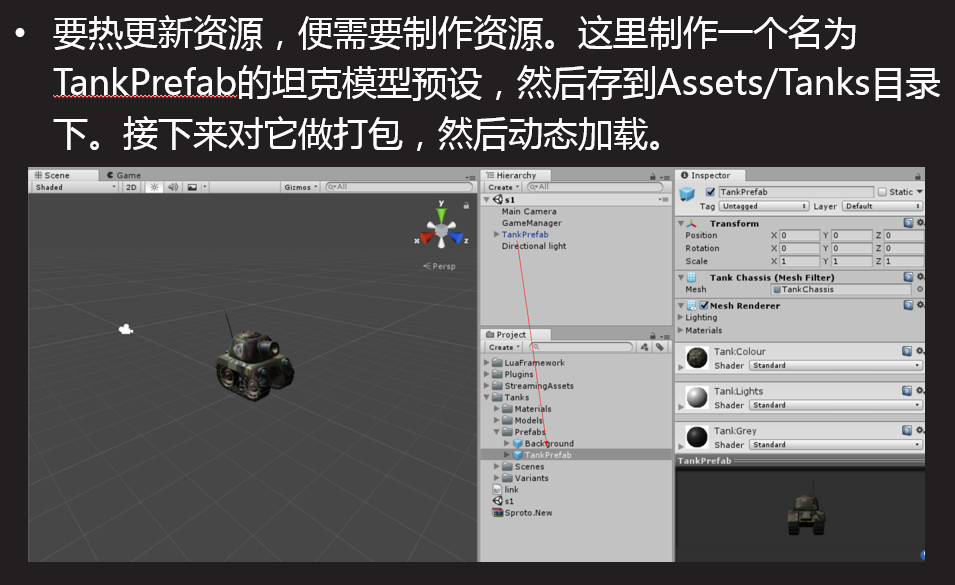 • 要热更新资源，便需要制作资源。这里制作一个名为
TankPrefab的坦克模型预设，然后存到Assets/Tanks目录
下。接下来对它做打包，然后动态加载。
Scene
Game
Shaded
2D
Gizmos
All
y
x
z
Persp
Hierarchy
Create
All
s1
Main Camera
GameManager
TankPrefab
Directional light
Project
Create
LuaFramework
Plugins
StreamingAssets
Tanks
Materials
Models
Prefabs
Background
TankPrefab
Scenes
Variants
link
s1
Sproto.New
Inspector
TankPrefab
Static
Tag Untagged Layer Default
Transform
Position X 0 Y 0 Z 0
Rotation X 0 Y 0 Z 0
Scale X 1 Y 1 Z 1
Tank Chassis (Mesh Filter)
Mesh TankChassis
Mesh Renderer
Lighting
Materials
Tank:Colour
Shader Standard
Tank:Lights
Shader Standard
Tank:Grey
Shader Standard
TankPrefab